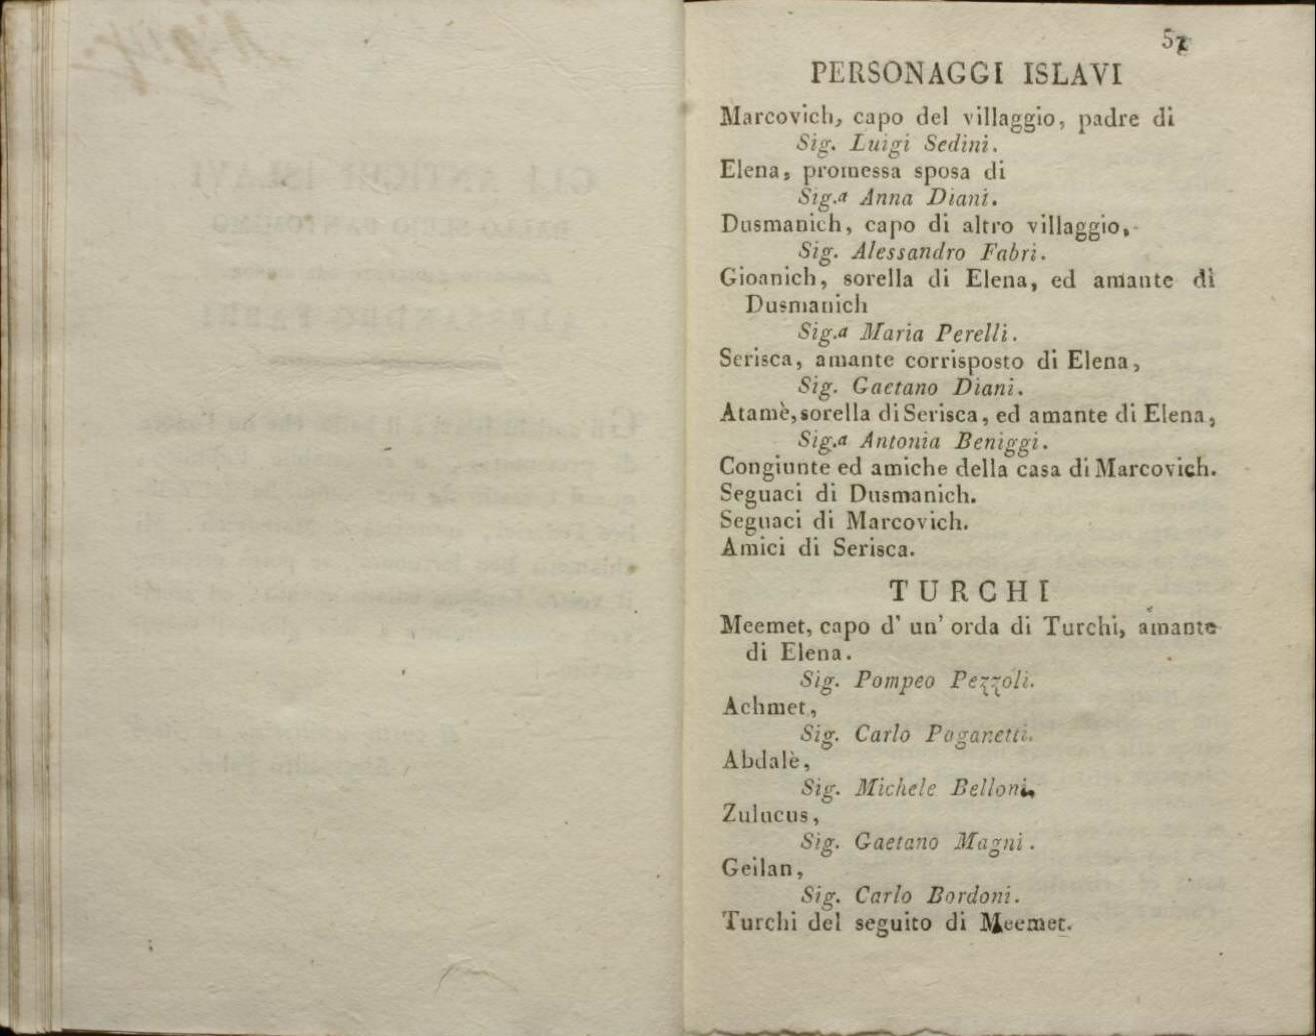 57
PERSONAGGI ISLAVI
Marcovich, capo del villaggio, padre di
Sig. Luigi Sedini.
Elena, promessa sposa di
Sig.a Anna Diani.
Dusmanich, capo di altro villaggio,
Sig. Alessandro Fabri.
Gioanich, sorella di Elena, ed amante di
Dusmanich
Sig.a Maria Perelli.
Serisca, amante corrisposto di Elena,
Sig. Gaetano Diani.
Atamè, sorella di Serisca, ed amante di Elena,
Sig.a Antonia Beniggi.
Congiunte ed amiche della casa di Marcovich.
Seguaci di Dusmanich.
Seguaci di Marcovich.
Amici di Serisca.
TURCHI
Meemet, capo d' un' orda di Turchi, amante
di Elena.
Sig. Pompeo Pezzoli.
Achmet,
Sig. Carlo Paganetti.
Abdalè,
Sig. Michele Belloni.
Zulucus,
Sig. Gaetano Magni.
Geilan,
Sig. Carlo Bordoni.
Turchi del seguito di Meemet.